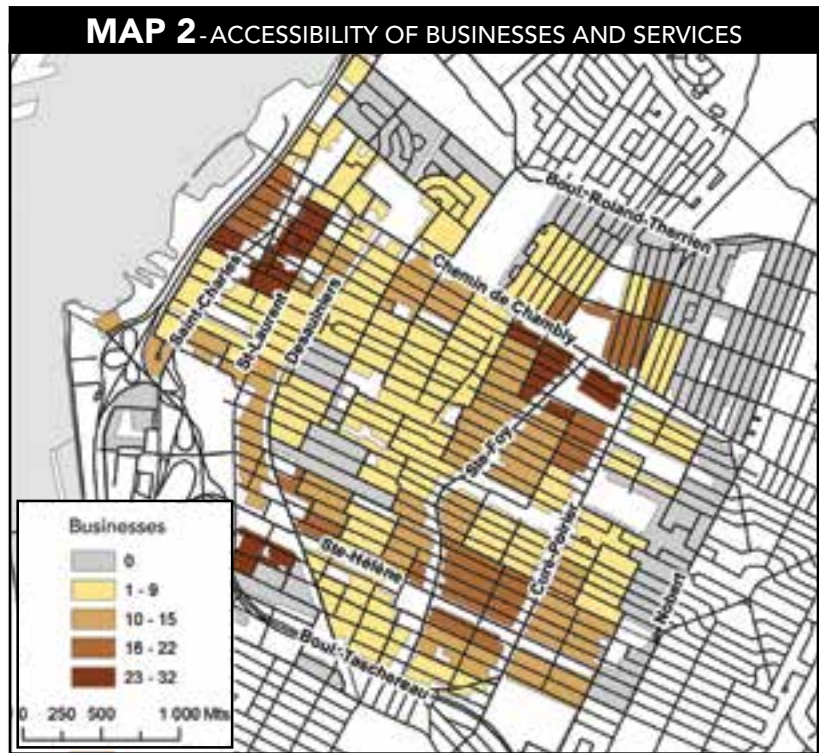 MAP 2 - ACCESSIBILITY OF BUSINESSES AND SERVICES
Boul. Roland-Therrien
Chemin de Chambly
Saint-Charles
St-Laurent
Desaulniers
Ste-Foy
Curé-Poirier
Nobert
Ste-Hélène
Boul. Taschereau
Businesses
0
1 - 9
10 - 15
16 - 22
23 - 32
0 250 500 1 000 Mts